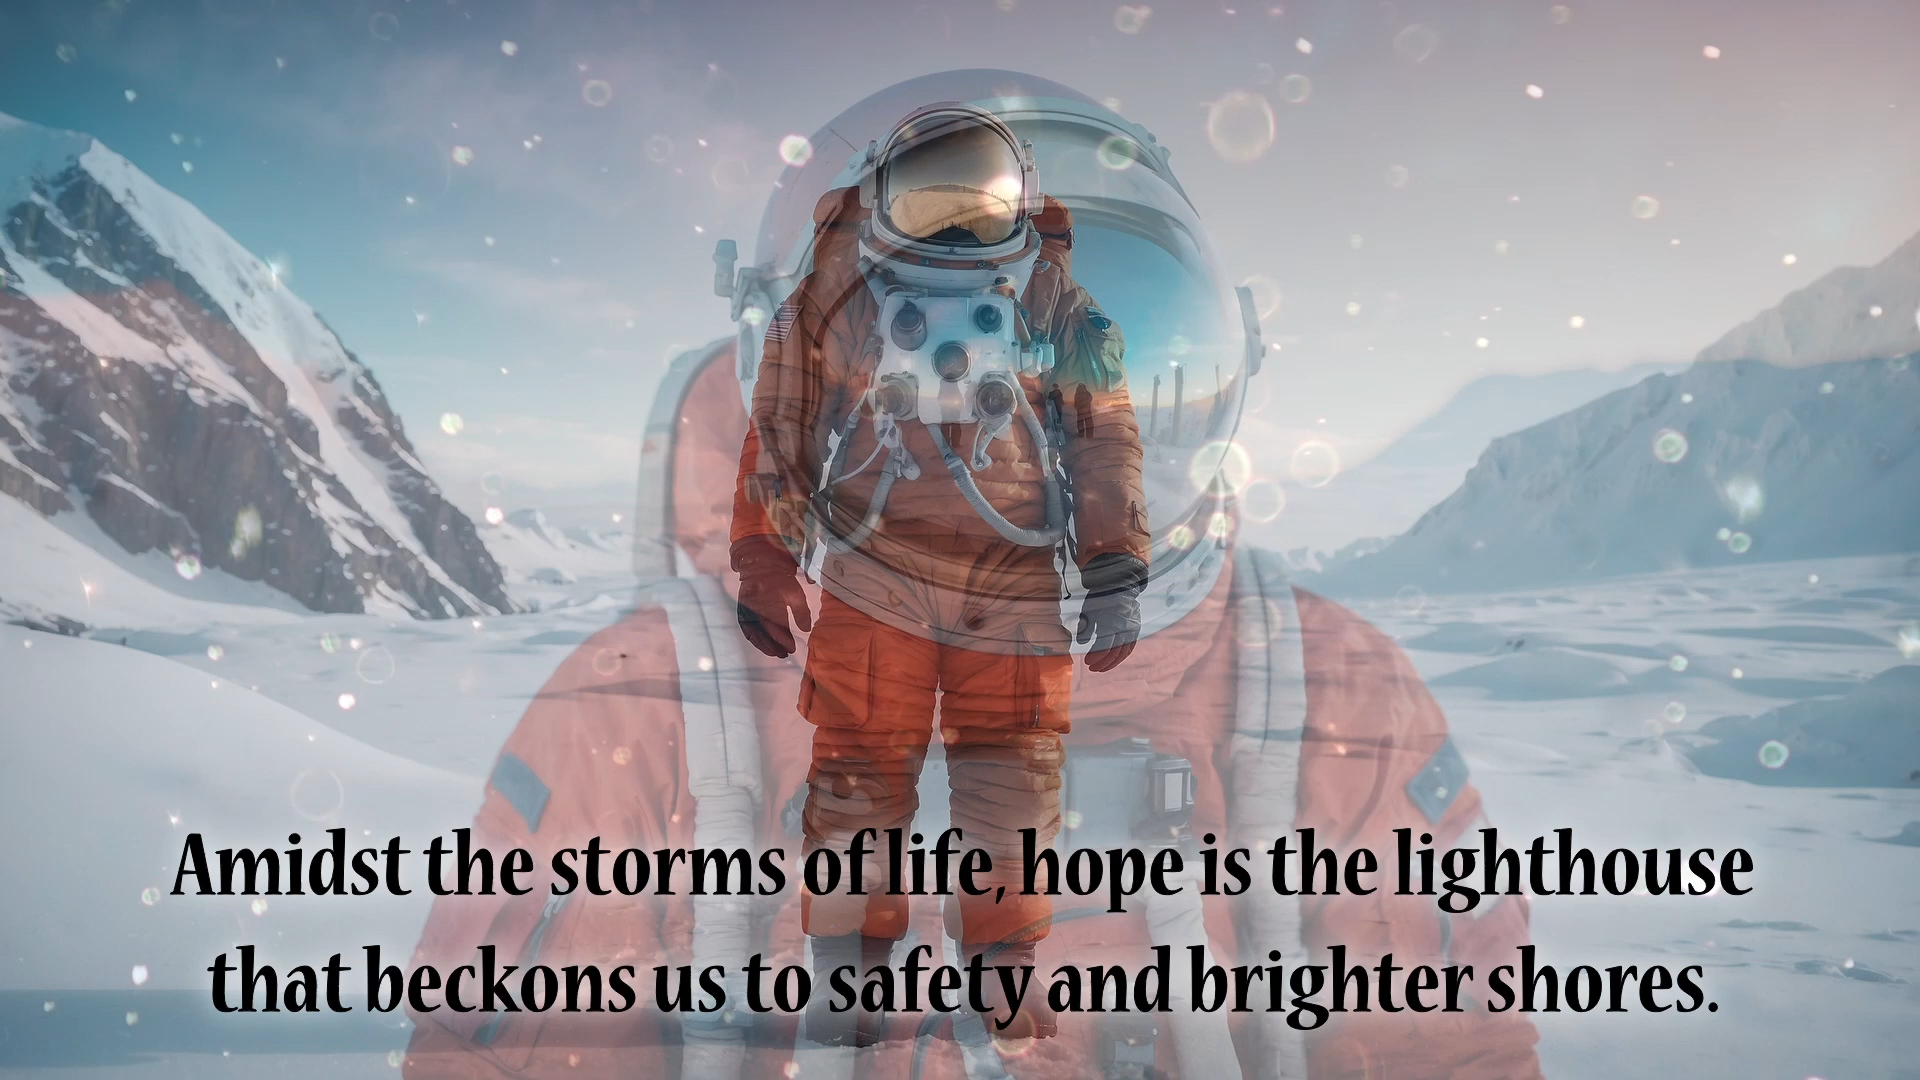 Amidst the storms of life, hope is the lighthouse
that beckons us to safety and brighter shores.